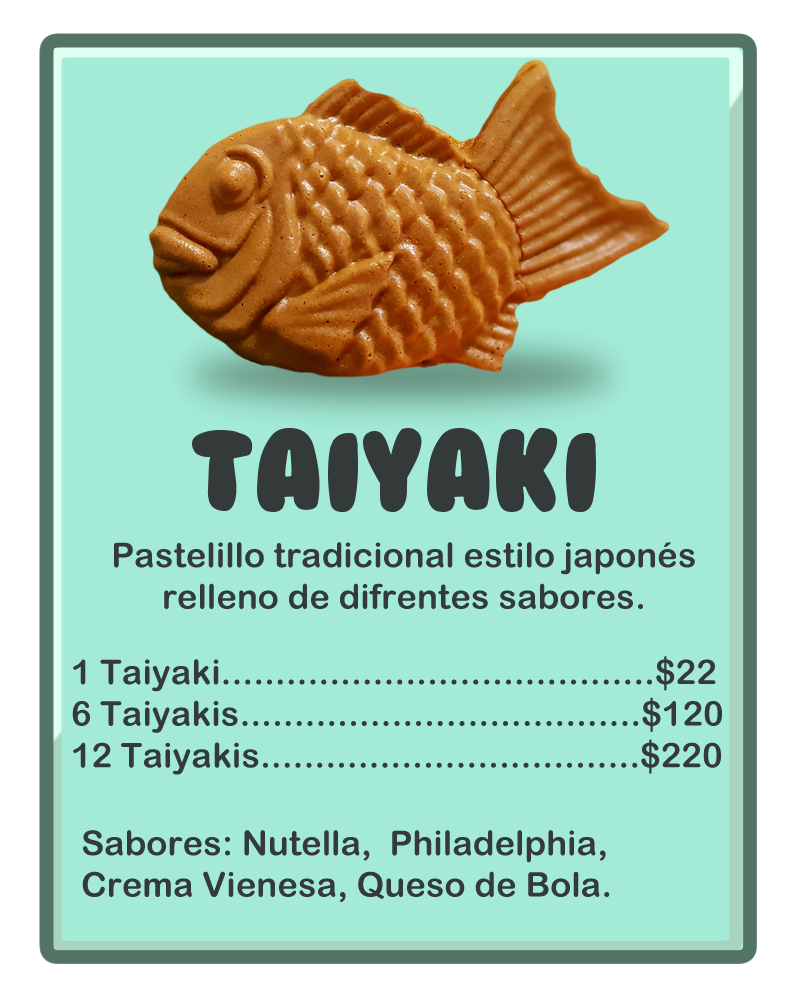 TAIYAKI
Pastelillo tradicional estilo japonés
relleno de difrentes sabores.
1 Taiyaki........................................$22
6 Taiyakis.....................................$120
12 Taiyakis...................................$220
Sabores: Nutella,  Philadelphia,
Crema Vienesa, Queso de Bola.